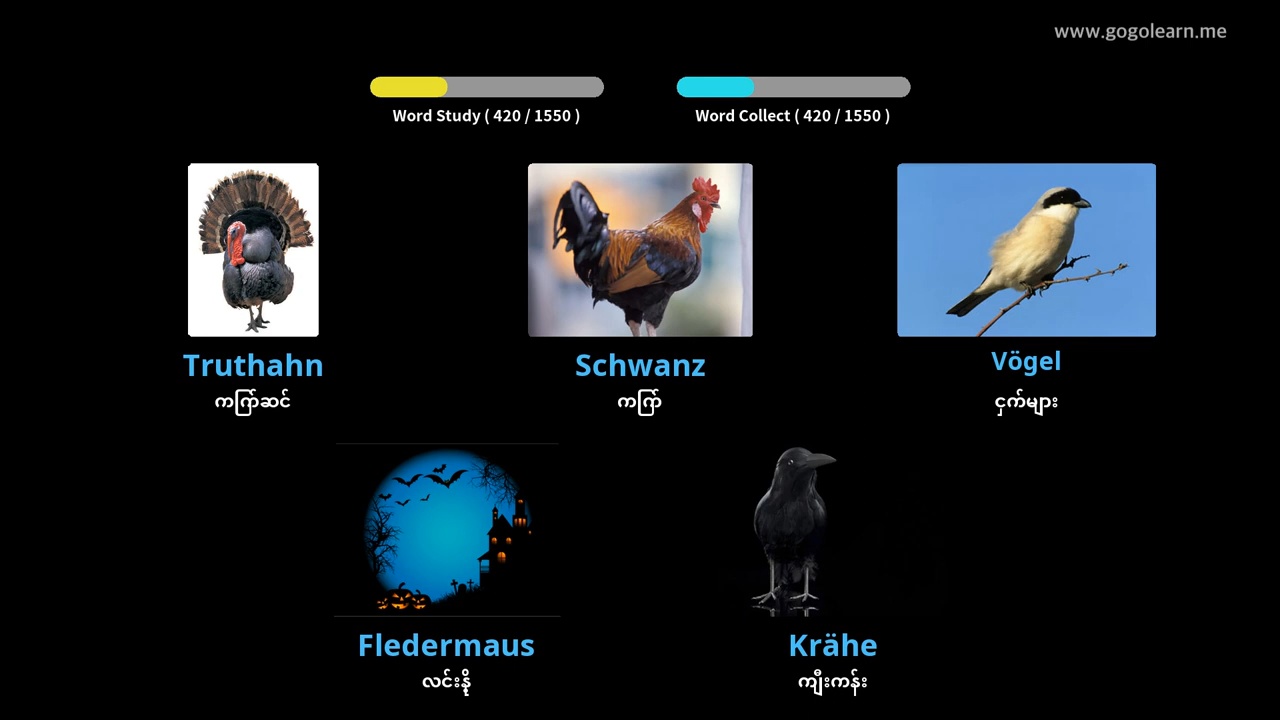 www.gogolearn.me
Word Study ( 420 / 1550 )
Word Collect ( 420 / 1550 )
Truthahn
Schwanz
Vögel
ကြက်ဆင်
ကြက်
ငှက်များ
Fledermaus
Krähe
လင်းနို့
ကျီးကန်း